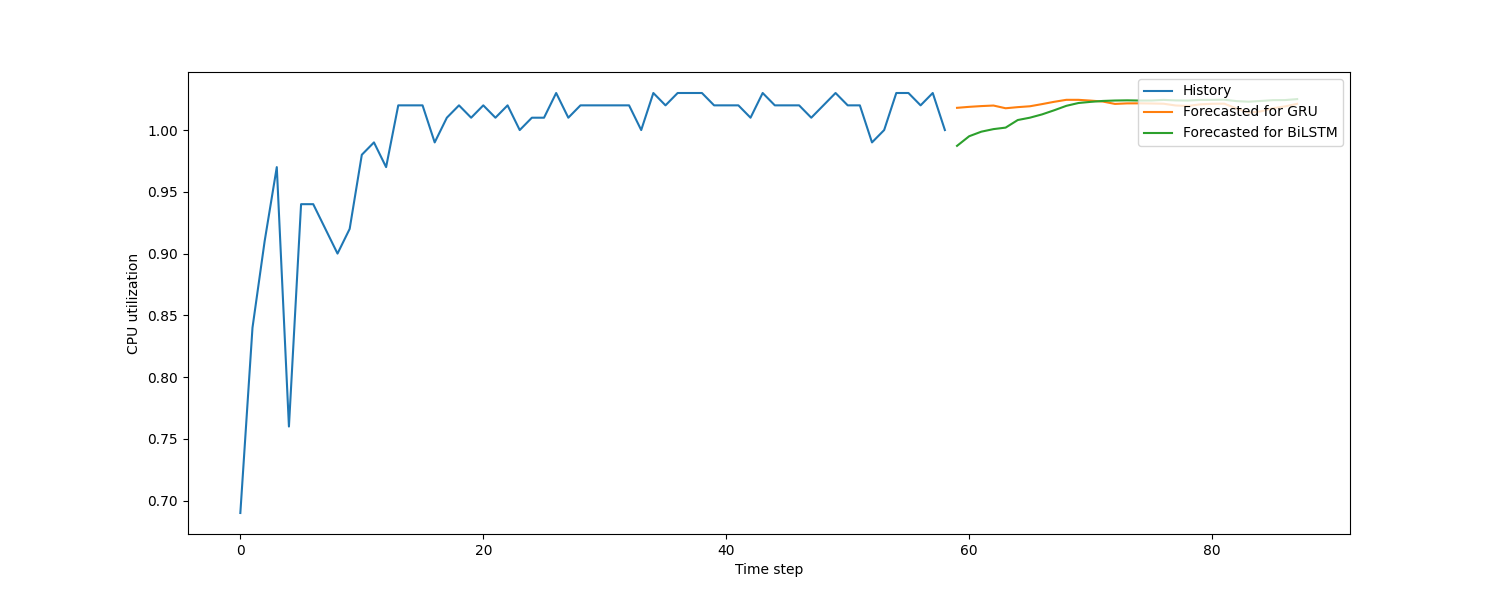 History
Forecasted for GRU
Forecasted for BiLSTM
CPU utilization
1.00
0.95
0.90
0.85
0.80
0.75
0.70
0
20
40
60
80
Time step